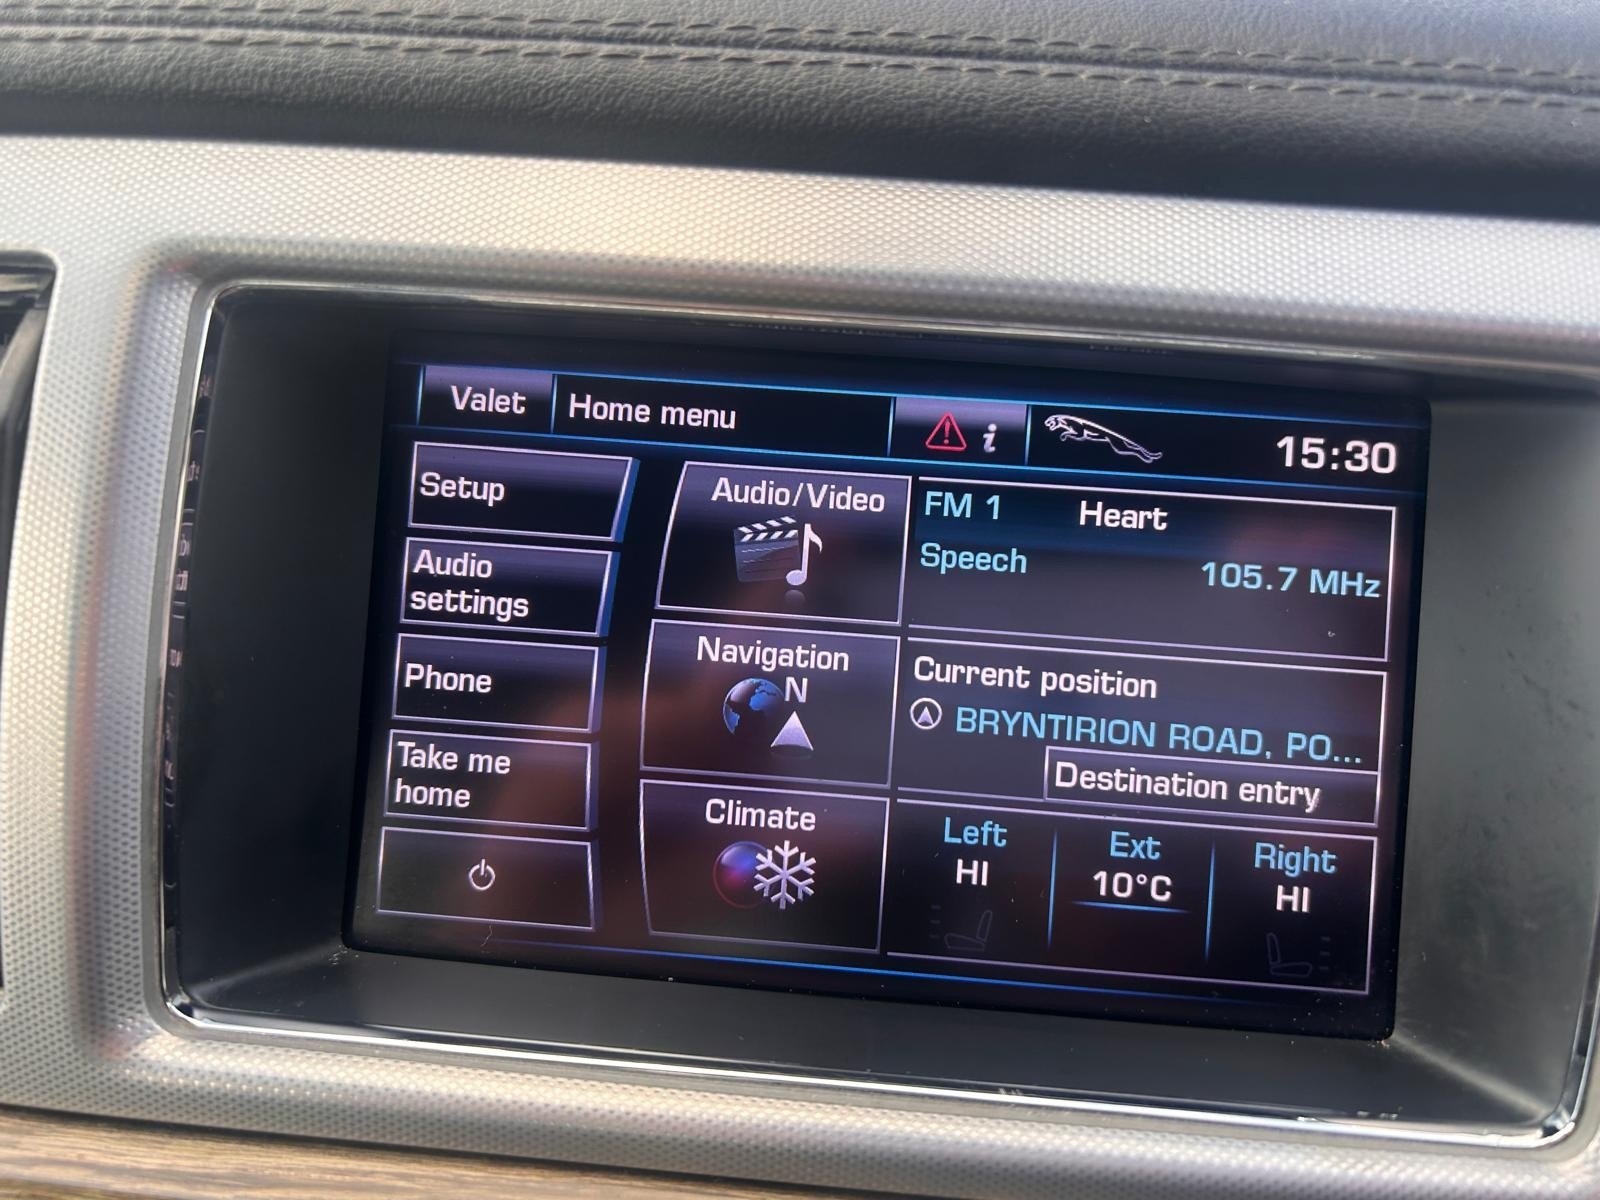 Valet
Home menu
i
15:30
Setup
Audio
settings
Phone
Take me
home
Audio/Video
Navigation
N
Climate
FM 1
Heart
Speech
105.7 MHz
Current position
BRYNTIRION ROAD, PO...
Destination entry
Left
HI
Ext
10°C
Right
HI